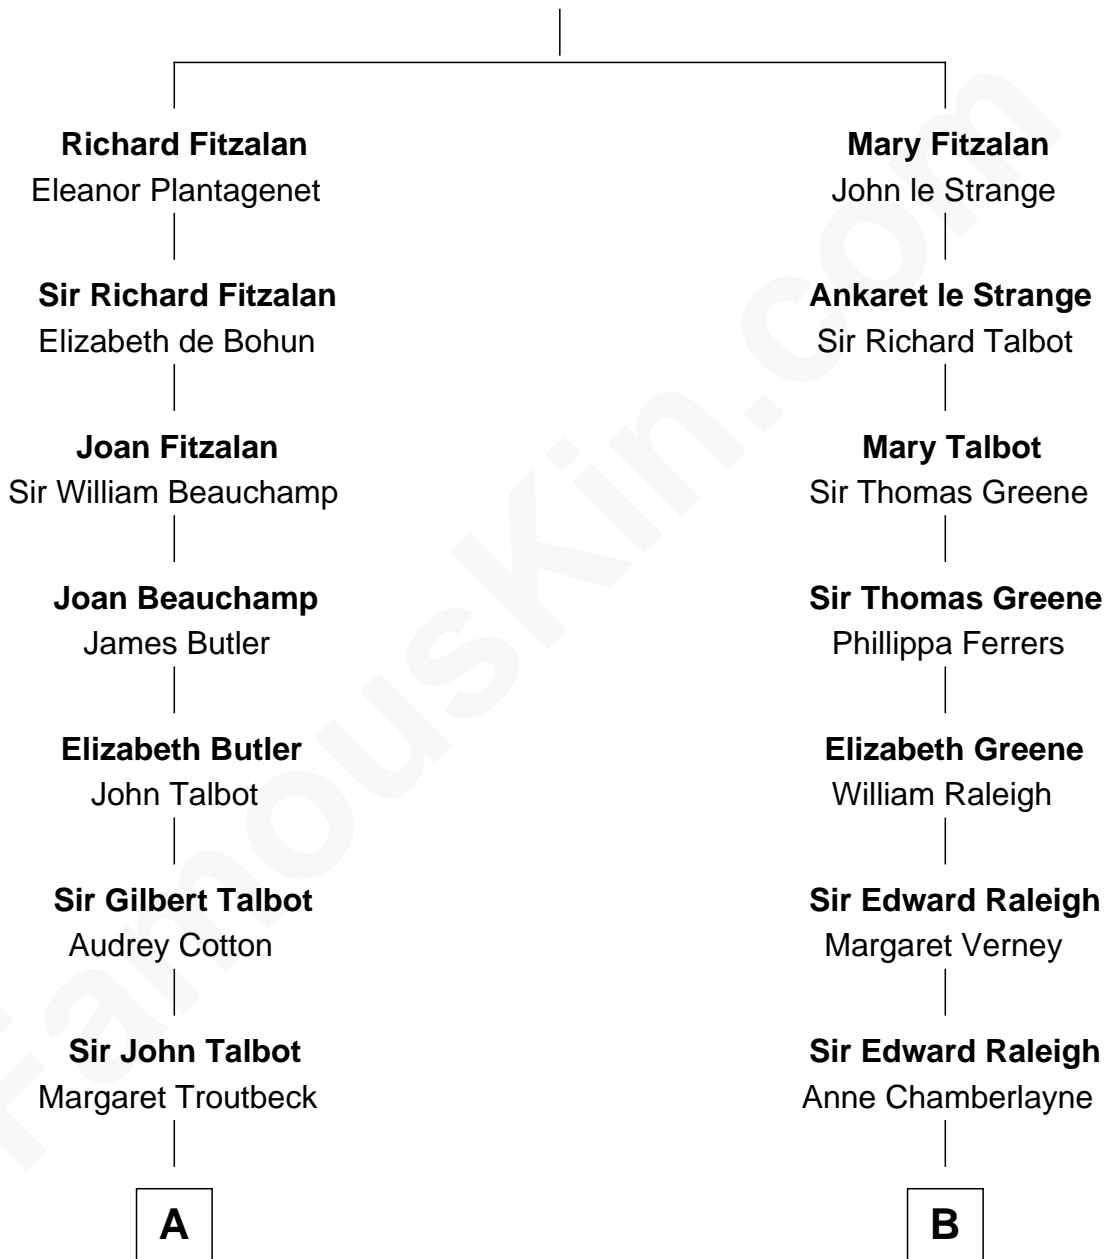 Richard Fitzalan
Eleanor Plantagenet
Sir Richard Fitzalan
Elizabeth de Bohun
Joan Fitzalan
Sir William Beauchamp
Joan Beauchamp
James Butler
Elizabeth Butler
John Talbot
Sir Gilbert Talbot
Audrey Cotton
Sir John Talbot
Margaret Troutbeck
A
Mary Fitzalan
John le Strange
Ankaret le Strange
Sir Richard Talbot
Mary Talbot
Sir Thomas Greene
Sir Thomas Greene
Phillippa Ferrers
Elizabeth Greene
William Raleigh
Sir Edward Raleigh
Margaret Verney
Sir Edward Raleigh
Anne Chamberlayne
B
FamousKin.com